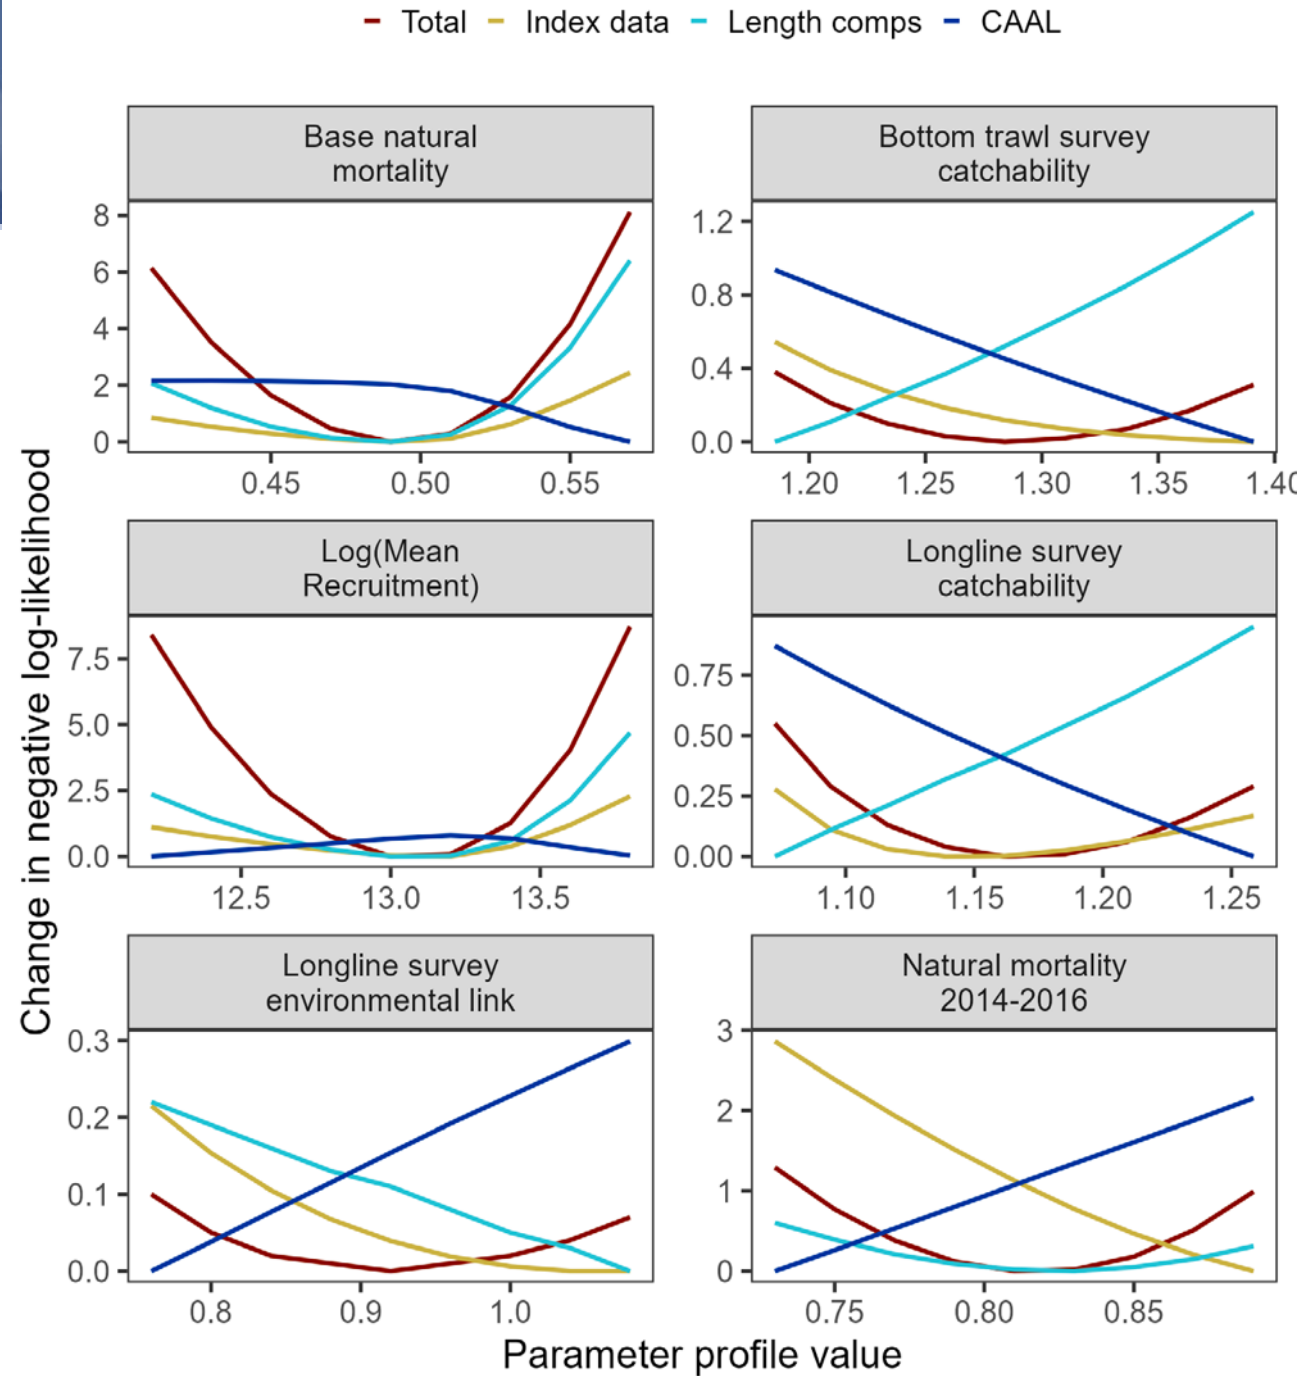 Total Index data Length comps CAAL
Change in negative log-likelihood
Base natural
mortality
8
6
4
2
0
0.45 0.50 0.55
Bottom trawl survey
catchability
1.2
0.8
0.4
0.0
1.20 1.25 1.30 1.35 1.40
Log(Mean
Recruitment)
7.5
5.0
2.5
0.0
12.5 13.0 13.5
Longline survey
catchability
0.75
0.50
0.25
0.00
1.10 1.15 1.20 1.25
Longline survey
environmental link
0.3
0.2
0.1
0.0
0.8 0.9 1.0
Natural mortality
2014-2016
3
2
1
0
0.75 0.80 0.85
Parameter profile value